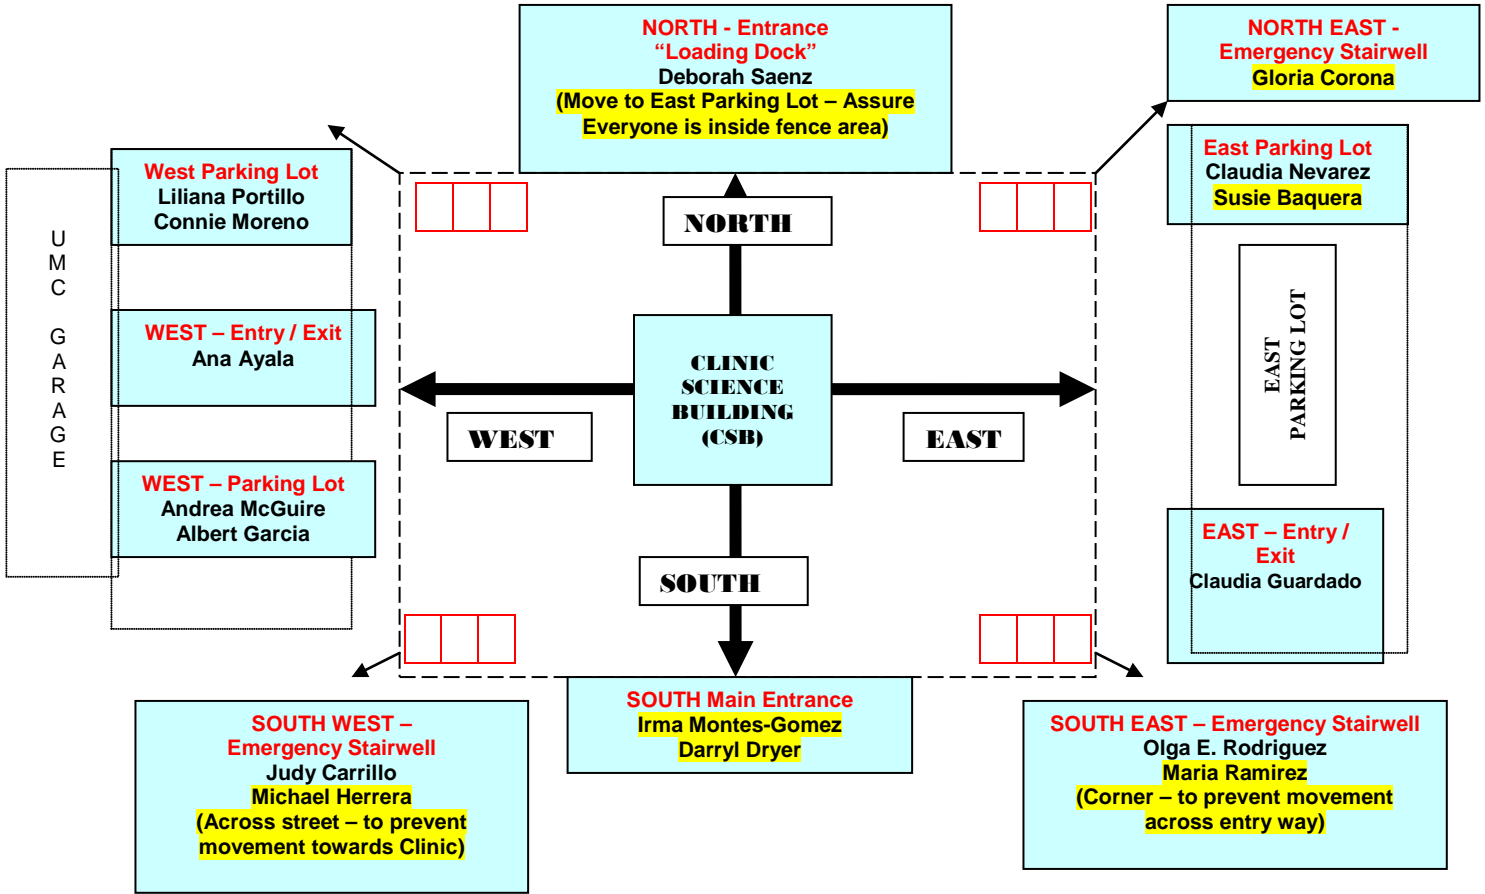 NORTH - Entrance
“Loading Dock”
Deborah Saenz
(Move to East Parking Lot – Assure
Everyone is inside fence area)
NORTH EAST -
Emergency Stairwell
Gloria Corona
West Parking Lot
Liliana Portillo
Connie Moreno
East Parking Lot
Claudia Nevarez
Susie Baquera
NORTH
UMC GARAGE
WEST – Entry / Exit
Ana Ayala
CLINIC
SCIENCE
BUILDING
(CSB)
WEST
EAST
EAST
PARKING LOT
WEST – Parking Lot
Andrea McGuire
Albert Garcia
EAST – Entry /
Exit
Claudia Guardado
SOUTH
SOUTH WEST –
Emergency Stairwell
Judy Carrillo
Michael Herrera
(Across street – to prevent
movement towards Clinic)
SOUTH Main Entrance
Irma Montes-Gomez
Darryl Dryer
SOUTH EAST – Emergency Stairwell
Olga E. Rodriguez
Maria Ramirez
(Corner – to prevent movement
across entry way)